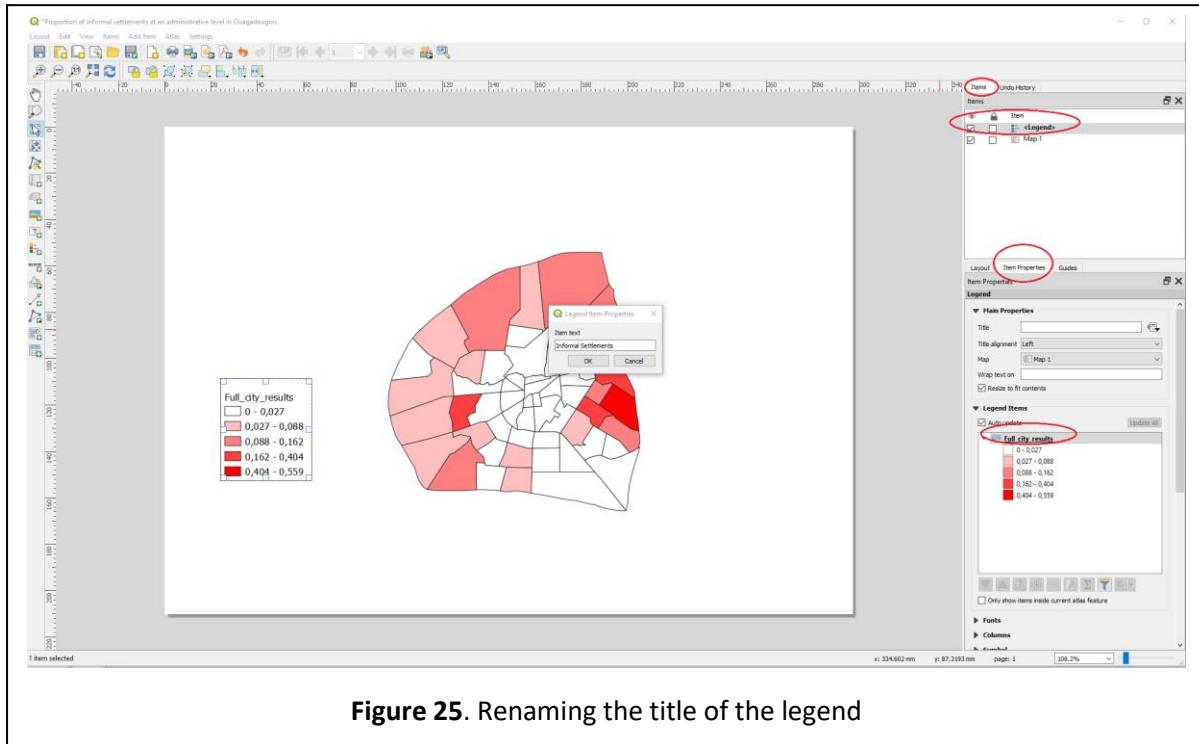 *Proportion of informal settlements at an administrative level in Ouagadougou
Layout Edit View Items Add Item Atlas Settings
Items Undo History
Items
Item
<Legend>
Map 1
Layout Item Properties Guides
Item Properties
Legend
Main Properties
Title
Title alignment Left
Map Map 1
Wrap text on
Resize to fit contents
Legend Items
Auto update Update All
Full_city_results
0 - 0,027
0,027 - 0,088
0,088 - 0,162
0,162 - 0,404
0,404 - 0,559
Only show items inside current atlas feature
Fonts
Columns
Legend Item Properties
Item text
Informal Settlements
OK Cancel
Full_city_results
0 - 0,027
0,027 - 0,088
0,088 - 0,162
0,162 - 0,404
0,404 - 0,559
1 item selected
x: 334.602 mm y: 87.3193 mm page: 1 108.2%
Figure 25. Renaming the title of the legend